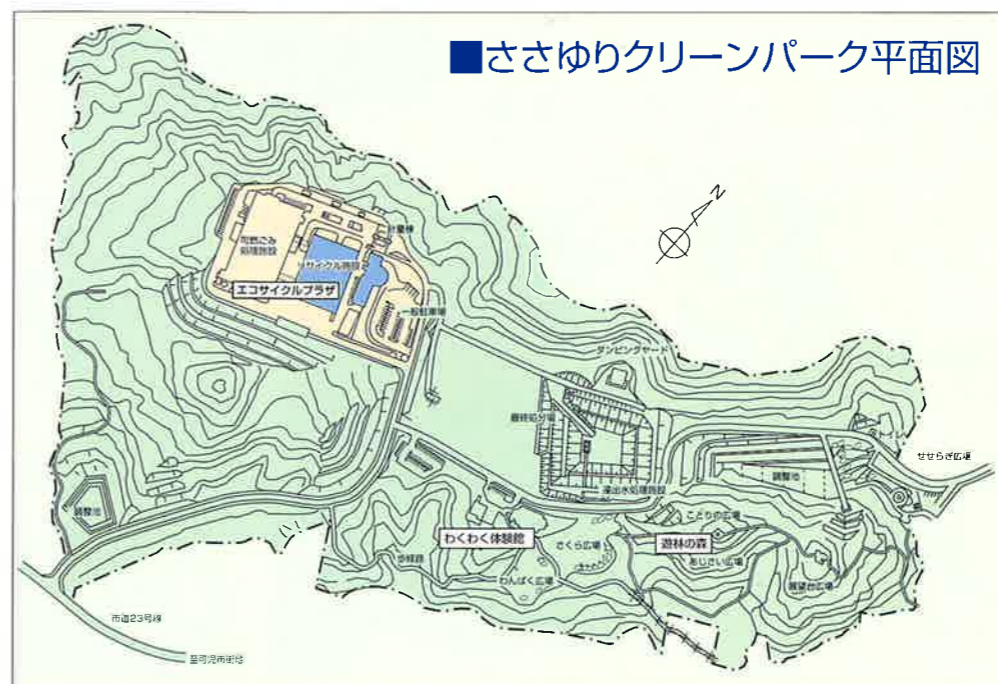 ■ささゆりクリーンパーク平面図
N
計量棟
可燃ごみ
処理施設
リサイクル施設
エコサイクルプラザ
一般駐車場
ダンピングヤード
最終処分場
せせらぎ広場
調整池
浸出水処理施設
調整池
ことりの広場
わくわく体験館
さくら広場
遊林の森
あじさい広場
歩経路
わんぱく広場
展望台広場
市道23号線
至可児市街地